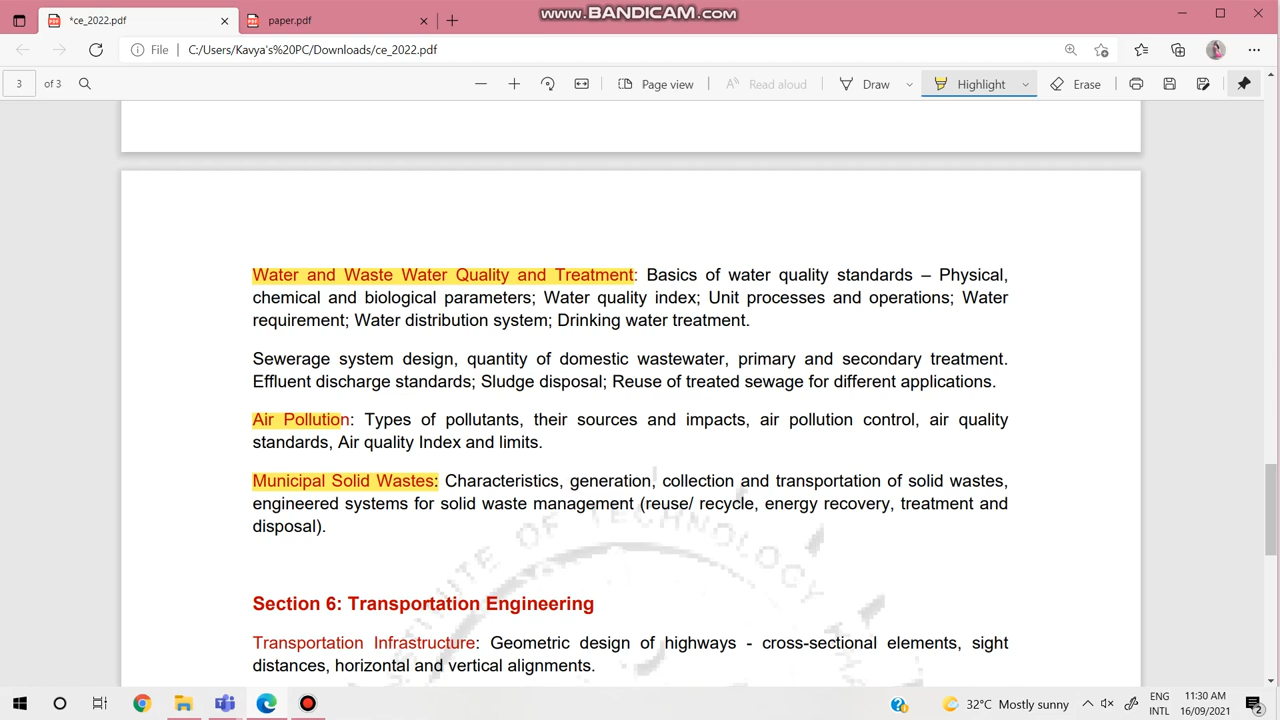 www.BANDICAM.com
*ce_2022.pdf
paper.pdf
File
C:/Users/Kavya's%20PC/Downloads/ce_2022.pdf
3 of 3
Page view
Read aloud
Draw
Highlight
Erase
Water and Waste Water Quality and Treatment: Basics of water quality standards – Physical,
chemical and biological parameters; Water quality index; Unit processes and operations; Water
requirement; Water distribution system; Drinking water treatment.
Sewerage system design, quantity of domestic wastewater, primary and secondary treatment.
Effluent discharge standards; Sludge disposal; Reuse of treated sewage for different applications.
Air Pollution: Types of pollutants, their sources and impacts, air pollution control, air quality
standards, Air quality Index and limits.
Municipal Solid Wastes: Characteristics, generation, collection and transportation of solid wastes,
engineered systems for solid waste management (reuse/ recycle, energy recovery, treatment and
disposal).
INSTITUTE OF TECHNOLOGY
Section 6: Transportation Engineering
Transportation Infrastructure: Geometric design of highways - cross-sectional elements, sight
distances, horizontal and vertical alignments.
32°C Mostly sunny
ENG
INTL
11:30 AM
16/09/2021
2